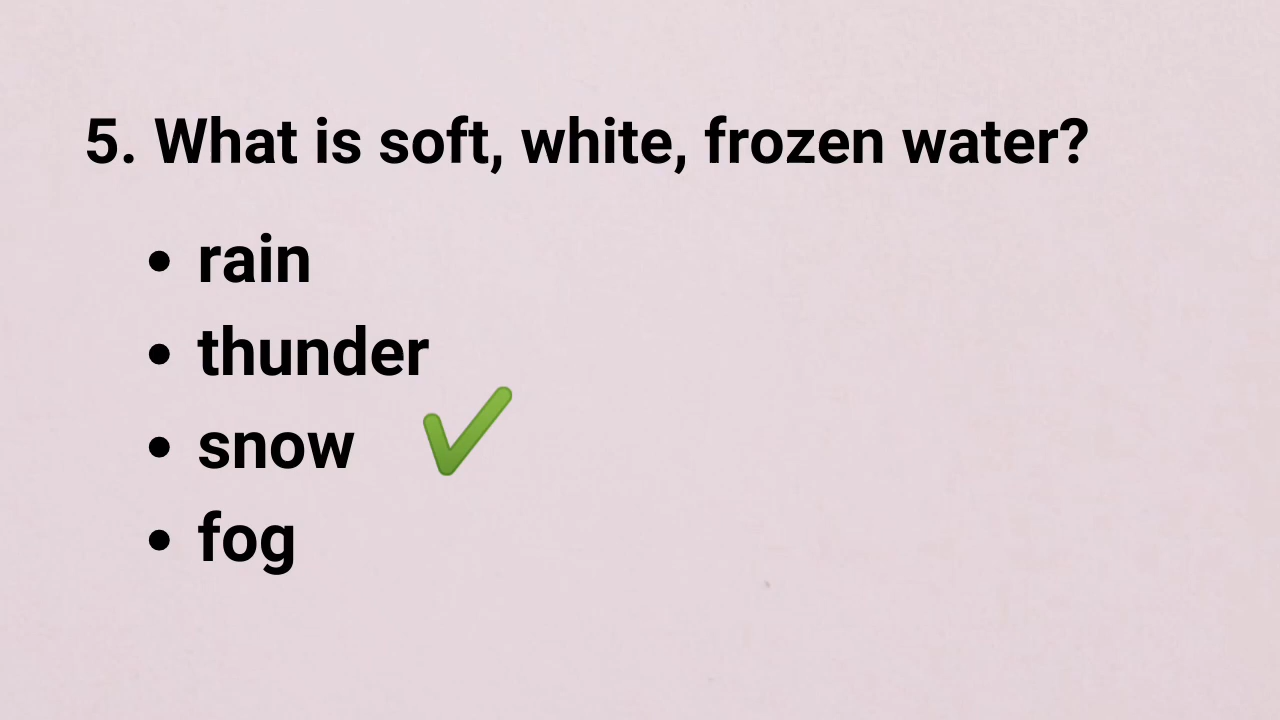 5. What is soft, white, frozen water?
• rain
• thunder
• snow ✔
• fog